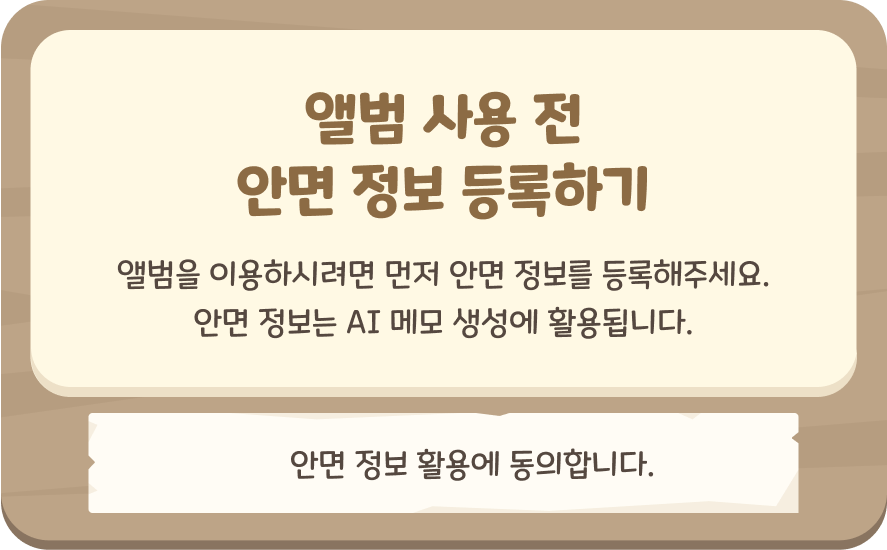 앨범 사용 전
안면 정보 등록하기
앨범을 이용하시려면 먼저 안면 정보를 등록해주세요.
안면 정보는 AI 메모 생성에 활용됩니다.
안면 정보 활용에 동의합니다.